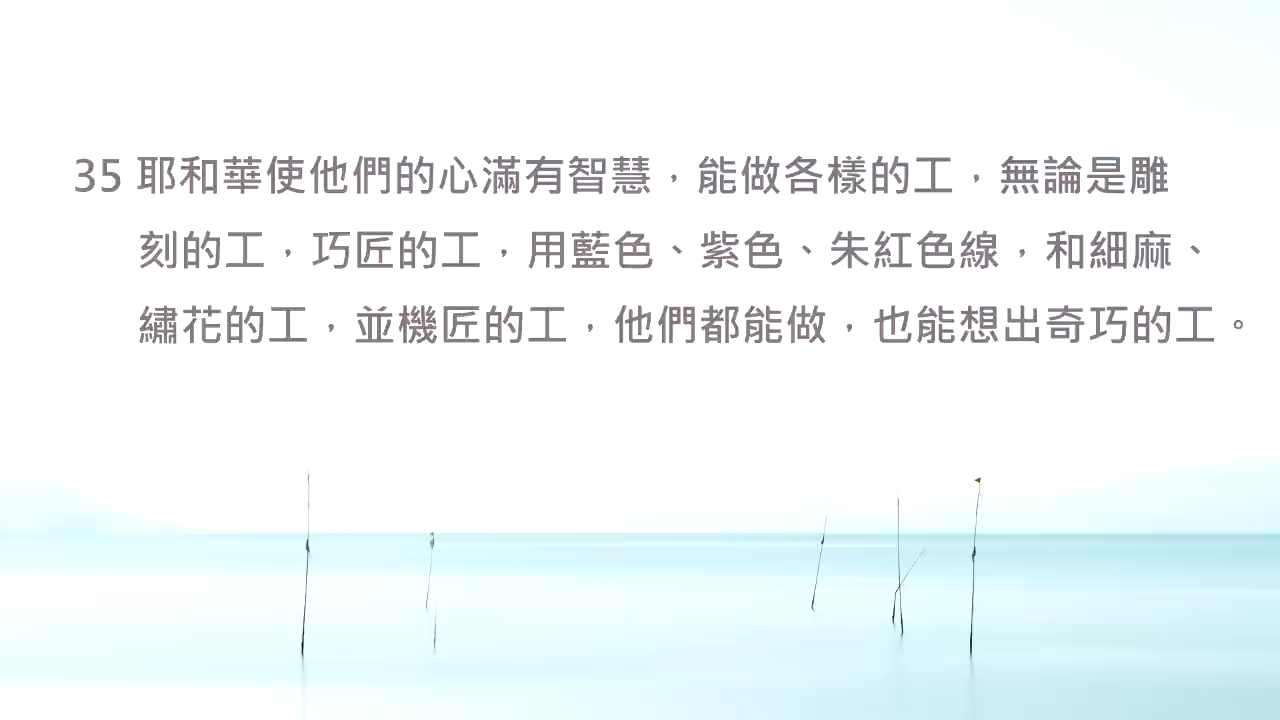 35 耶和華使他們的心滿有智慧，能做各樣的工，無論是雕
刻的工，巧匠的工，用藍色、紫色、朱紅色線，和細麻、
繡花的工，並機匠的工，他們都能做，也能想出奇巧的工。